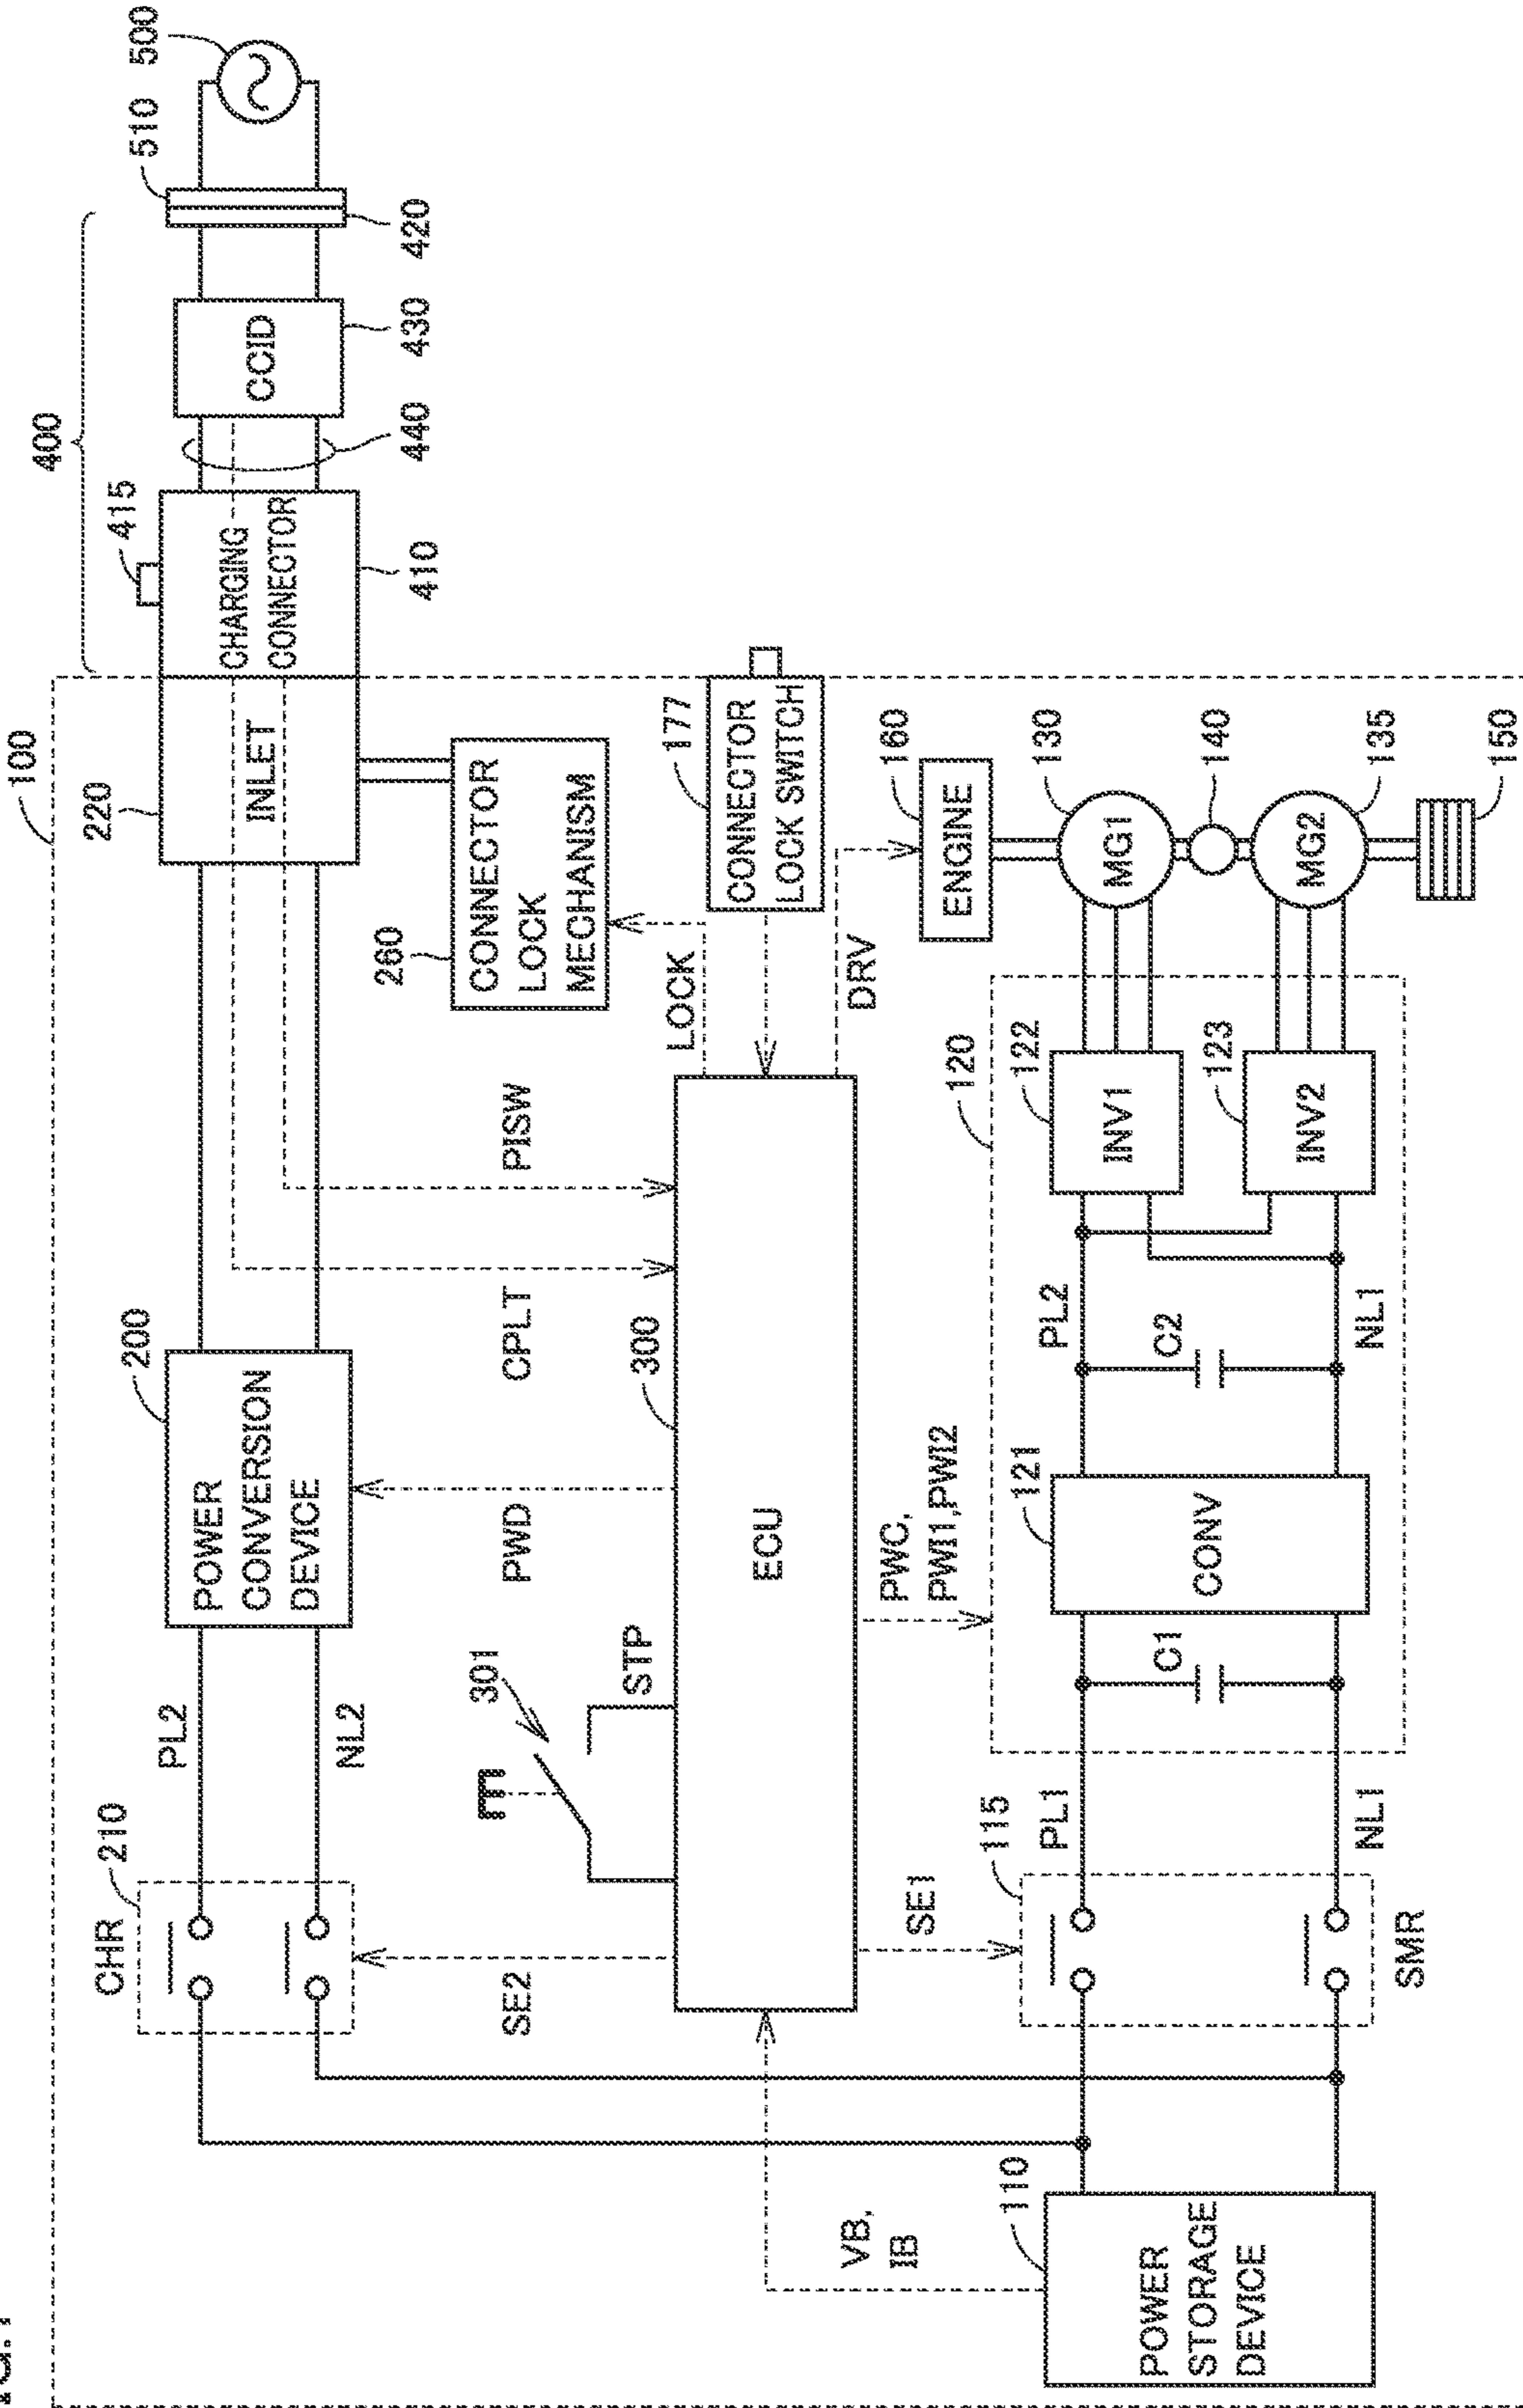 100
400
415
510
500
220
INLET
CHARGING
CONNECTOR
CCID
410
440
430
420
CHR
210
PL2
NL2
200
POWER
CONVERSION
DEVICE
260
CONNECTOR
LOCK
MECHANISM
SE2
301
STP
PWD
CPLT
PISW
LOCK
177
CONNECTOR
LOCK SWITCH
300
ECU
VB,
IB
SE1
PWC,
PWI1,PWI2
DRV
160
ENGINE
110
POWER
STORAGE
DEVICE
115
SMR
PL1
NL1
120
C1
121
CONV
PL2
C2
NL1
122
INV1
123
INV2
130
MG1
140
135
MG2
150